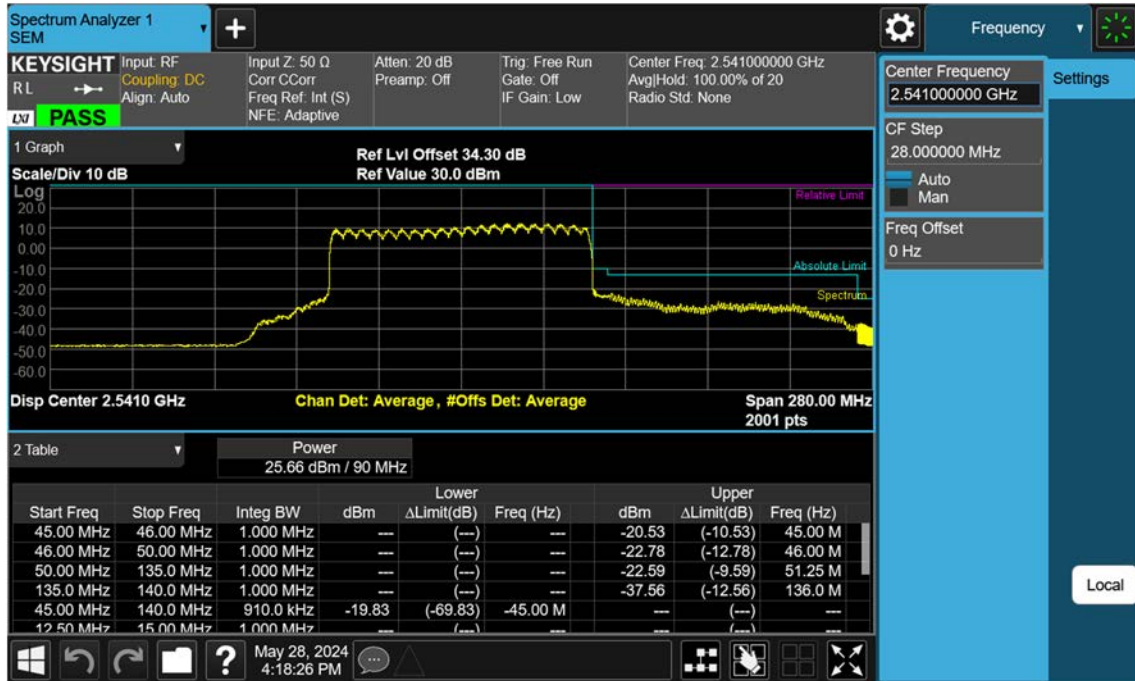 Spectrum Analyzer 1
SEM
Frequency
KEYSIGHT
RL
LXI
PASS
Input: RF
Coupling: DC
Align: Auto
Input Z: 50 Ω
Corr CCorr
Freq Ref: Int (S)
NFE: Adaptive
Atten: 20 dB
Preamp: Off
Trig: Free Run
Gate: Off
IF Gain: Low
Center Freq: 2.541000000 GHz
Avg|Hold: 100.00% of 20
Radio Std: None
Center Frequency
2.541000000 GHz
Settings
CF Step
28.000000 MHz
Auto
Man
Freq Offset
0 Hz
1 Graph
Scale/Div 10 dB
Ref Lvl Offset 34.30 dB
Ref Value 30.0 dBm
Log
20.0
10.0
0.00
-10.0
-20.0
-30.0
-40.0
-50.0
-60.0
Relative Limit
Absolute Limit
Spectrum
Disp Center 2.5410 GHz
Chan Det: Average, #Offs Det: Average
Span 280.00 MHz
2001 pts
2 Table
Power
25.66 dBm / 90 MHz
Lower Upper
Start Freq Stop Freq Integ BW dBm ΔLimit(dB) Freq (Hz) dBm ΔLimit(dB) Freq (Hz)
45.00 MHz 46.00 MHz 1.000 MHz --- (---) --- -20.53 (-10.53) 45.00 M
46.00 MHz 50.00 MHz 1.000 MHz --- (---) --- -22.78 (-12.78) 46.00 M
50.00 MHz 135.0 MHz 1.000 MHz --- (---) --- -22.59 (-9.59) 51.25 M
135.0 MHz 140.0 MHz 1.000 MHz --- (---) --- -37.56 (-12.56) 136.0 M
45.00 MHz 140.0 MHz 910.0 kHz -19.83 (-69.83) -45.00 M --- (---) ---
12.50 MHz 15.00 MHz 1.000 MHz --- (---) --- --- (---) ---
Local
?
May 28, 2024
4:18:26 PM